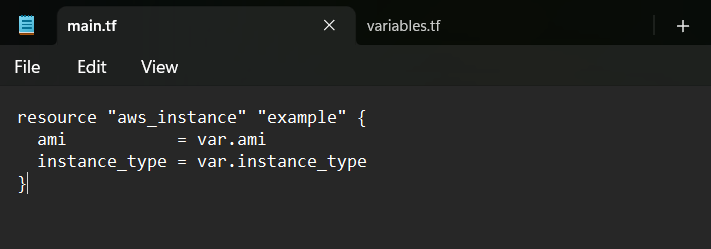 main.tf variables.tf
File Edit View
resource "aws_instance" "example" {
  ami           = var.ami
  instance_type = var.instance_type
}